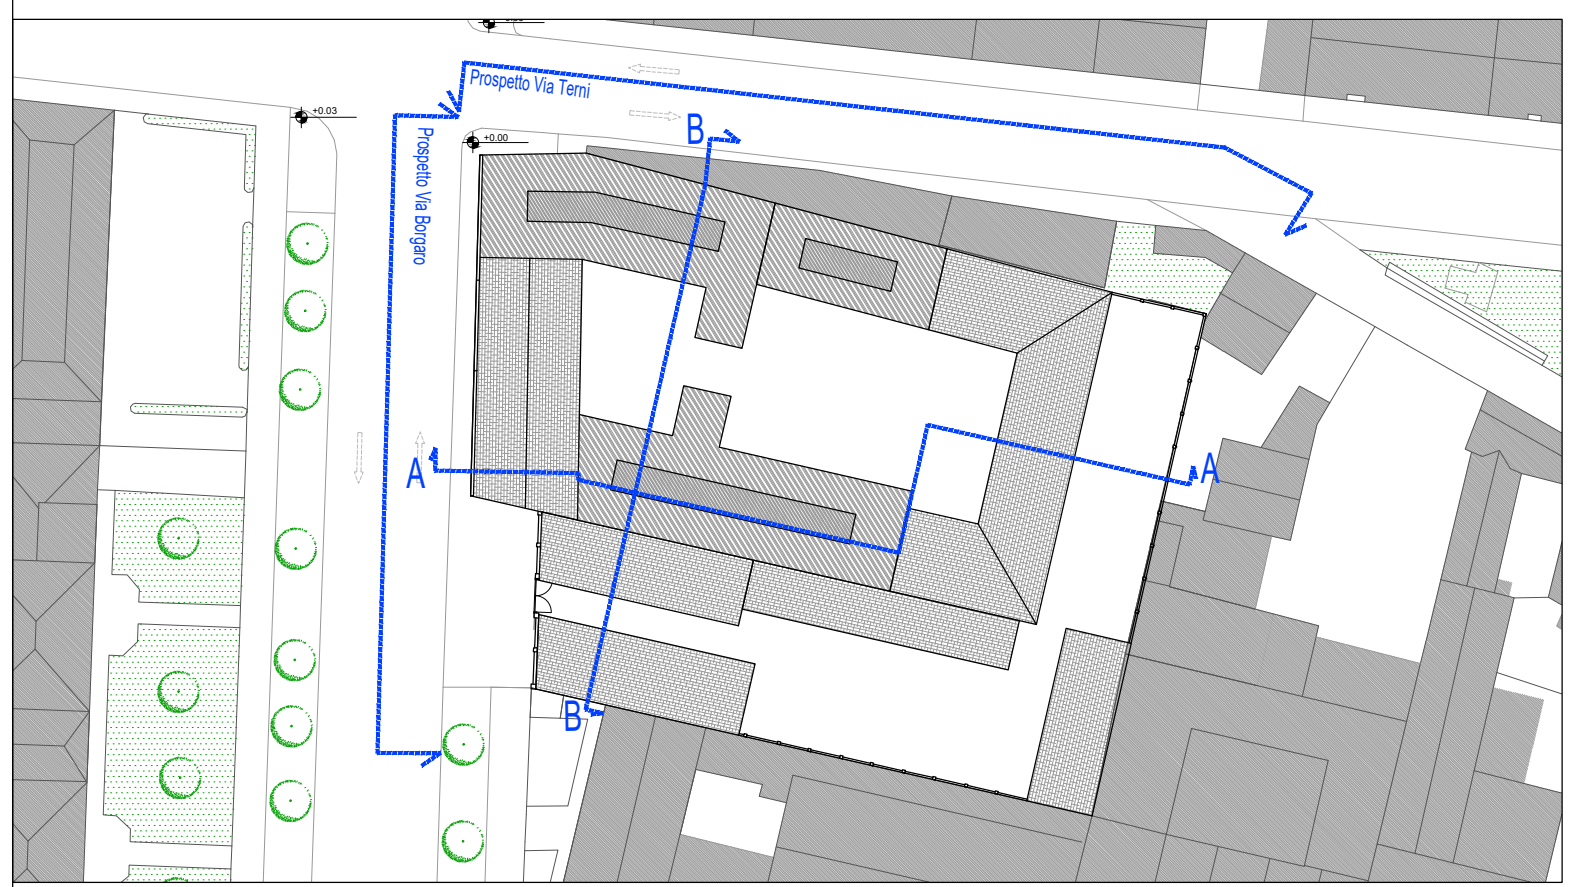 Prospetto Via Terni
+0.03
+0.00
B
Prospetto Via Borgaro
A
A
B